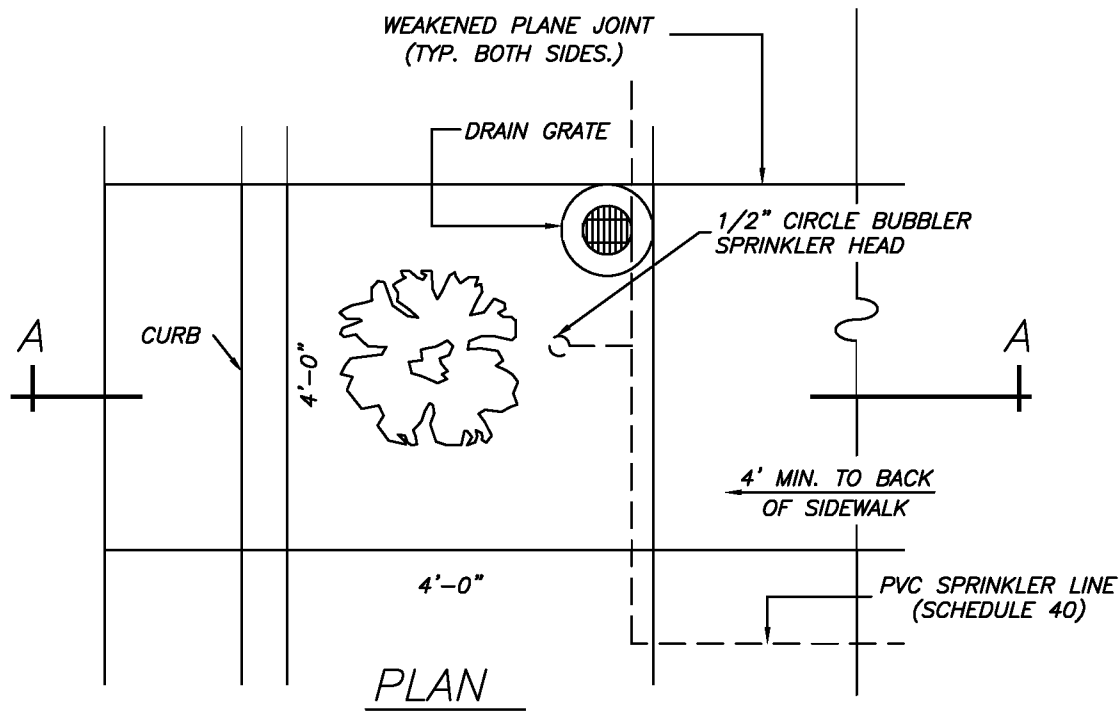 WEAKENED PLANE JOINT
(TYP. BOTH SIDES.)
DRAIN GRATE
1/2" CIRCLE BUBBLER
SPRINKLER HEAD
A
CURB
4'-0"
A
4' MIN. TO BACK
OF SIDEWALK
4'-0"
PVC SPRINKLER LINE
(SCHEDULE 40)
PLAN